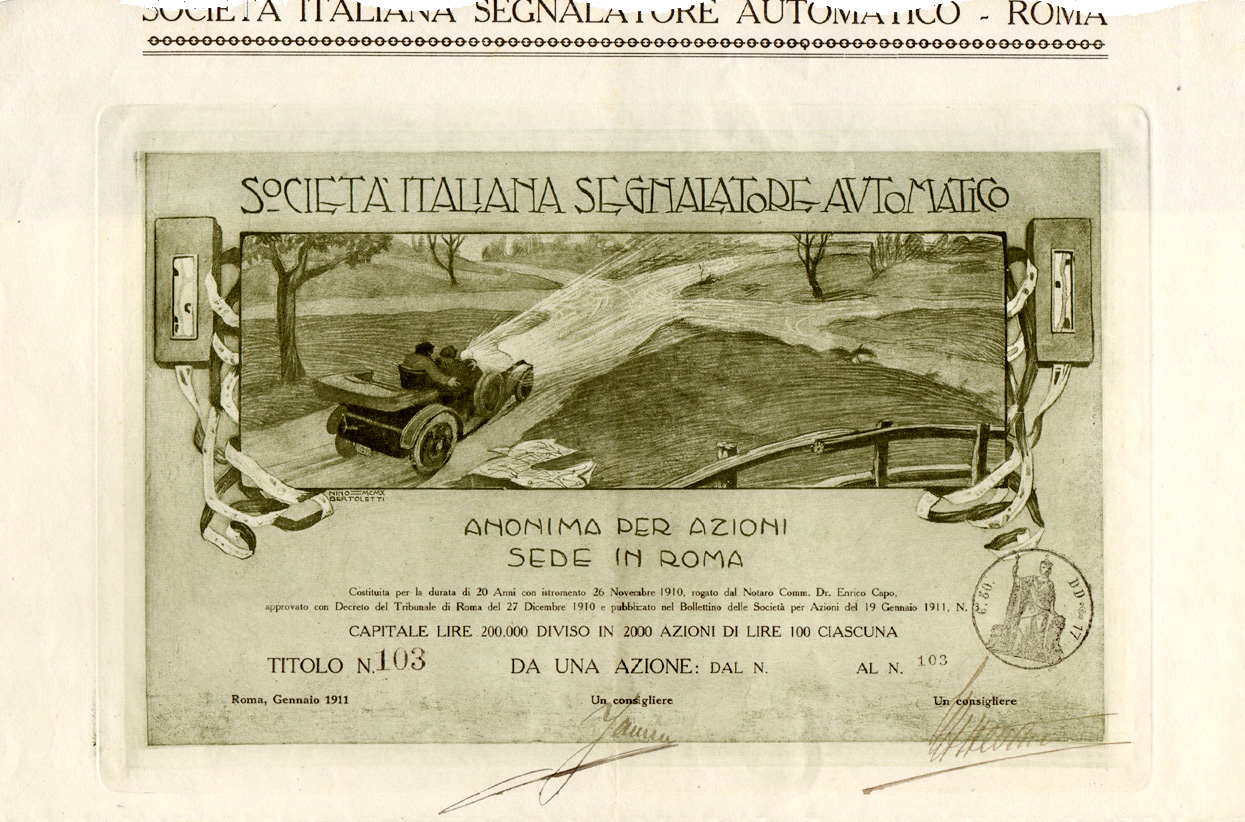 SOCIETÀ ITALIANA SEGNALATORE AUTOMATICO - ROMA
SOCIETA' ITALIANA SEGNALATORE AVTOMATICO
NINO MCMX
BERTOLETTI
ANONIMA PER AZIONI
SEDE IN ROMA
Costituita per la durata di 20 Anni con istromento 26 Novembre 1910, rogato dal Notaro Comm. Dr. Enrico Capo,
approvato con Decreto del Tribunale di Roma del 27 Dicembre 1910 e pubblicato nel Bollettino delle Società per Azioni del 19 Gennaio 1911, N.
CAPITALE LIRE 200.000 DIVISO IN 2000 AZIONI DI LIRE 100 CIASCUNA
TITOLO N. 103 DA UNA AZIONE: DAL N. AL N. 103
Roma, Gennaio 1911 Un consigliere Un consigliere